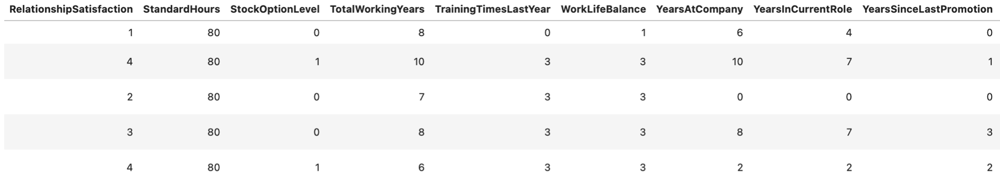 RelationshipSatisfaction StandardHours StockOptionLevel TotalWorkingYears TrainingTimesLastYear WorkLifeBalance YearsAtCompany YearsInCurrentRole YearsSinceLastPromotion
1 80 0 8 0 1 6 4 0
4 80 1 10 3 3 10 7 1
2 80 0 7 3 3 0 0 0
3 80 0 8 3 3 8 7 3
4 80 1 6 3 3 2 2 2